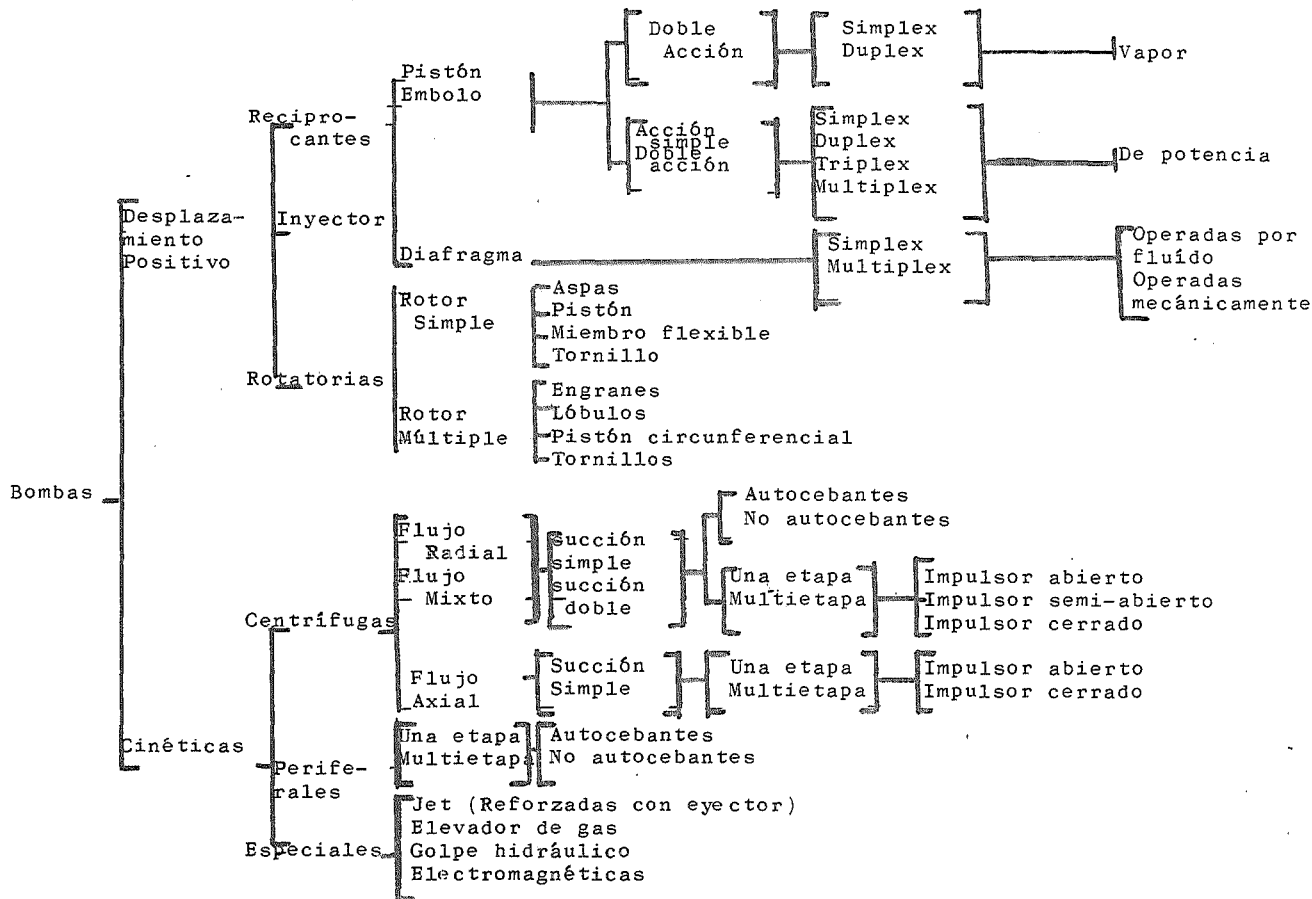 Doble
Acción
Simplex
Duplex
Vapor
Pistón
Embolo
Recipro-
cantes
Acción
simple
Doble
acción
Simplex
Duplex
Triplex
Multiplex
De potencia
Desplaza-
miento
Positivo
Inyector
Diafragma
Simplex
Multiplex
Operadas por
fluído
Operadas
mecánicamente
Rotor
Simple
Aspas
Pistón
Miembro flexible
Tornillo
Rotatorias
Rotor
Múltiple
Engranes
Lóbulos
Pistón circunferencial
Tornillos
Bombas
Flujo
Radial
Flujo
Mixto
Succión
simple
succión
doble
Autocebantes
No autocebantes
Una etapa
Multietapa
Impulsor abierto
Impulsor semi-abierto
Impulsor cerrado
Centrífugas
Flujo
Axial
Succión
Simple
Una etapa
Multietapa
Impulsor abierto
Impulsor cerrado
Cinéticas
Perife-
rales
Una etapa
Multietapa
Autocebantes
No autocebantes
Especiales
Jet (Reforzadas con eyector)
Elevador de gas
Golpe hidráulico
Electromagnéticas